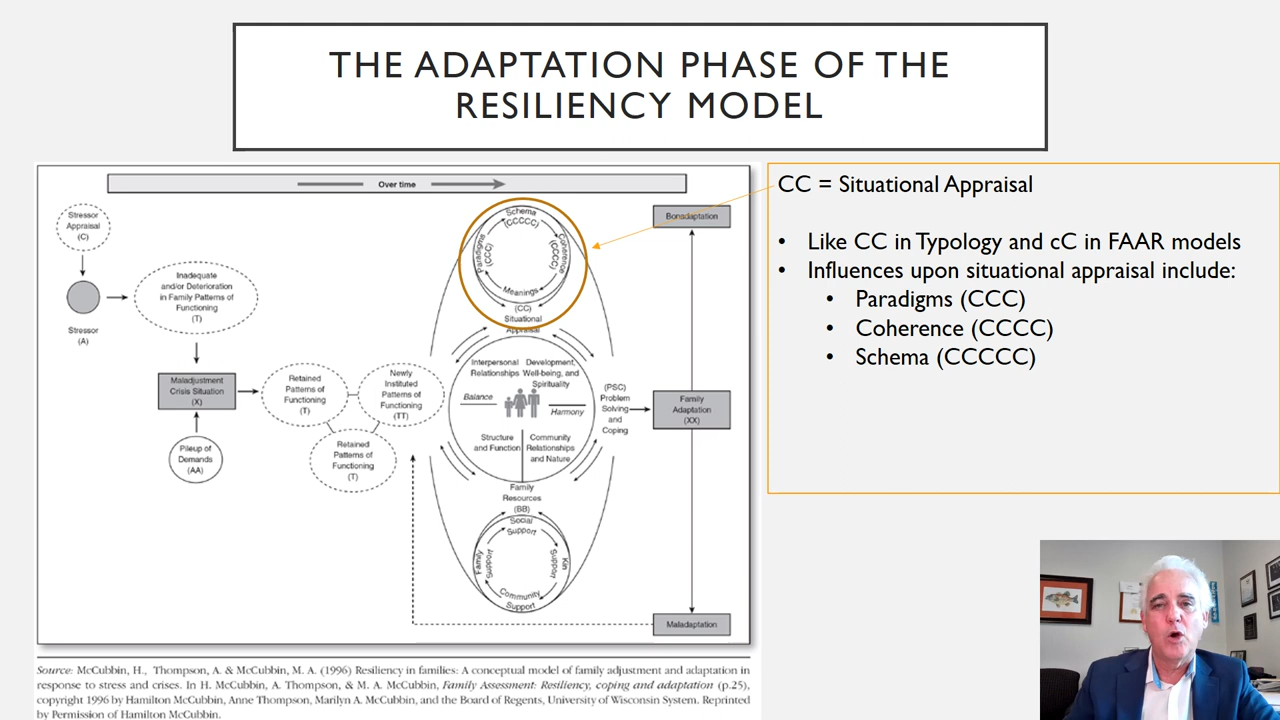 THE ADAPTATION PHASE OF THE
RESILIENCY MODEL
Over time
Stressor
Appraisal
(C)
Stressor
(A)
Inadequate
and/or Deterioration
in Family Patterns of
Functioning
(T)
Maladjustment
Crisis Situation
(X)
Pileup of
Demands
(AA)
Retained
Patterns of
Functioning
(T)
Newly
Instituted
Patterns of
Functioning
(TT)
Retained
Patterns of
Functioning
(T)
Schema
(CCCCC)
Paradigms
(CCC)
Coherence
(CCCC)
Meanings
(CC)
Situational
Appraisal
Interpersonal
Relationships
Development,
Well-being, and
Spirituality
Balance
Harmony
Structure
and Function
Community
Relationships
and Nature
Family
Resources
(BB)
Social
Support
Family
Support
Kin
Support
Community
Support
(PSC)
Problem
Solving
and
Coping
Bonadaptation
Family
Adaptation
(XX)
Maladaptation
CC = Situational Appraisal
• Like CC in Typology and cC in FAAR models
• Influences upon situational appraisal include:
• Paradigms (CCC)
• Coherence (CCCC)
• Schema (CCCCC)
Source: McCubbin, H., Thompson, A. & McCubbin, M. A. (1996) Resiliency in families: A conceptual model of family adjustment and adaptation in
response to stress and crises. In H. McCubbin, A. Thompson, & M. A. McCubbin, Family Assessment: Resiliency, coping and adaptation (p.25),
copyright 1996 by Hamilton McCubbin, Anne Thompson, Marilyn A. McCubbin, and the Board of Regents, University of Wisconsin System. Reprinted
by Permission of Hamilton McCubbin.